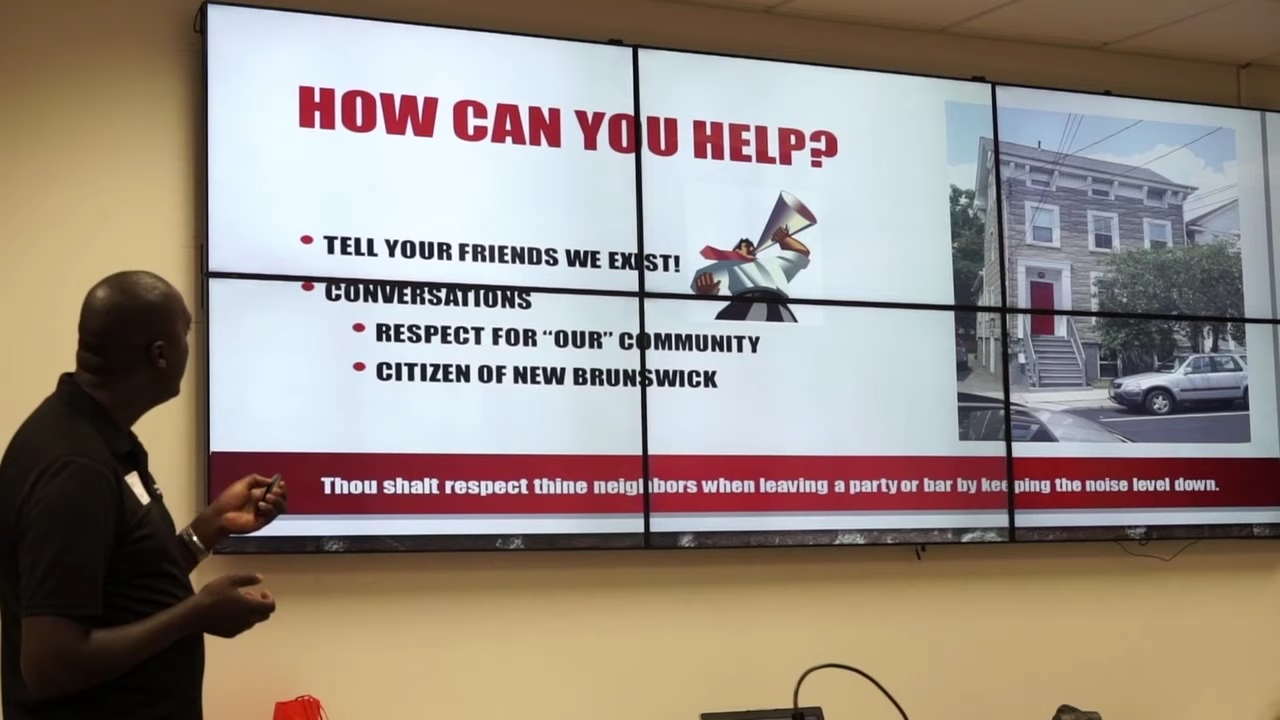 HOW CAN YOU HELP?
TELL YOUR FRIENDS WE EXIST!
CONVERSATIONS
RESPECT FOR “OUR” COMMUNITY
CITIZEN OF NEW BRUNSWICK
Thou shalt respect thine neighbors when leaving a party or bar by keeping the noise level down.